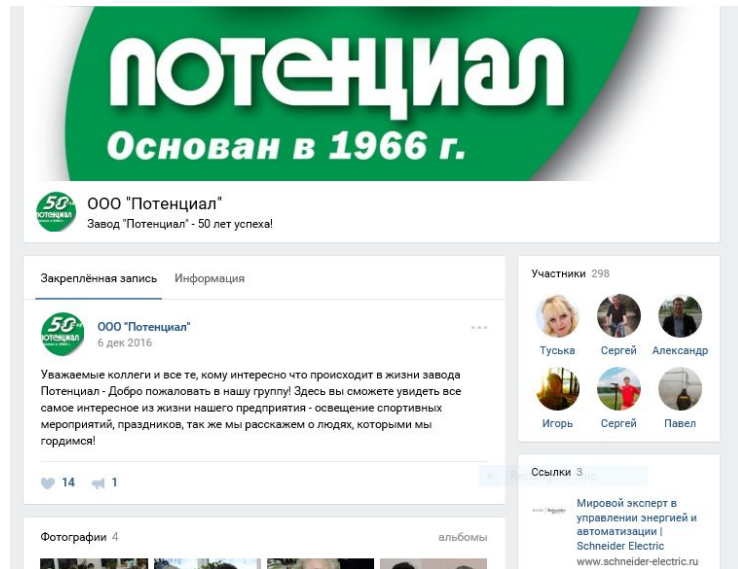 ПОТЕНЦИАЛ
Основан в 1966 г.
50
ПОТЕНЦИАЛ
ООО "Потенциал"
Завод "Потенциал" - 50 лет успеха!
Закреплённая запись Информация
50
ПОТЕНЦИАЛ
ООО "Потенциал"
6 дек 2016
Уважаемые коллеги и все те, кому интересно что происходит в жизни завода
Потенциал - Добро пожаловать в нашу группу! Здесь вы сможете увидеть все
самое интересное из жизни нашего предприятия - освещение спортивных
мероприятий, праздников, так же мы расскажем о людях, которыми мы
гордимся!
14 1
Фотографии 4 альбомы
Участники 298
Туська Сергей Александр
Игорь Сергей Павел
Ссылки 3
Мировой эксперт в
управлении энергией и
автоматизации |
Schneider Electric
www.schneider-electric.ru